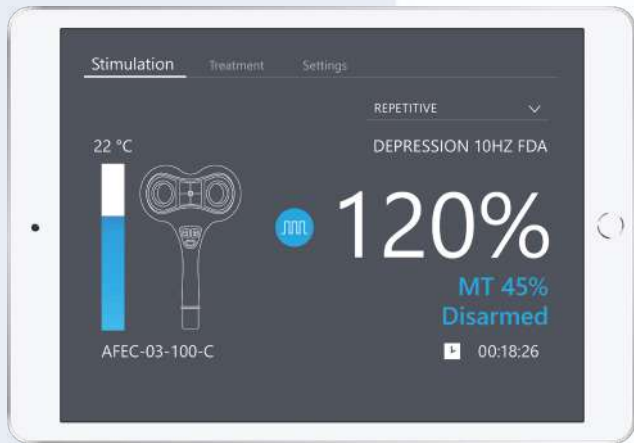 Stimulation Treatment Settings
REPETITIVE
22 °C
DEPRESSION 10HZ FDA
120%
MT 45%
Disarmed
AFEC-03-100-C
00:18:26